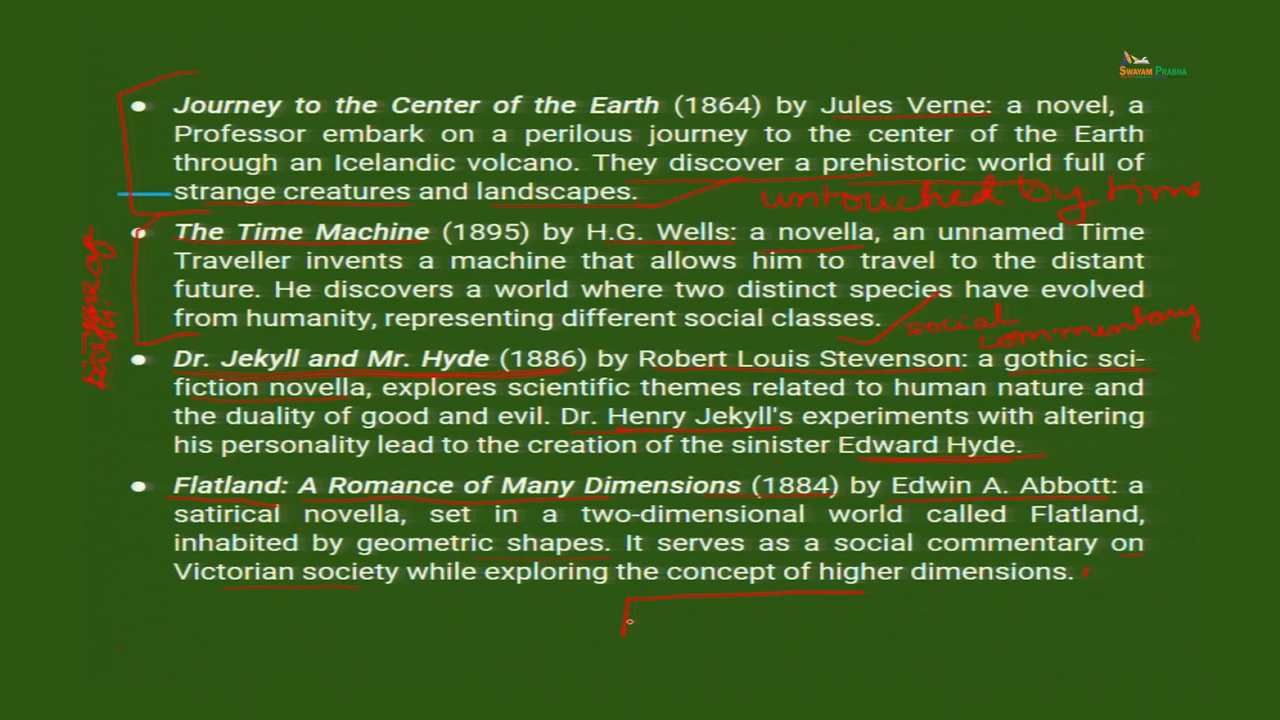 SWAYAM PRABHA
Journey to the Center of the Earth (1864) by Jules Verne: a novel, a
Professor embark on a perilous journey to the center of the Earth
through an Icelandic volcano. They discover a prehistoric world full of
strange creatures and landscapes.
untouched by time
The Time Machine (1895) by H.G. Wells: a novella, an unnamed Time
Traveller invents a machine that allows him to travel to the distant
future. He discovers a world where two distinct species have evolved
from humanity, representing different social classes.
social
commentary
Dr. Jekyll and Mr. Hyde (1886) by Robert Louis Stevenson: a gothic sci-
fiction novella, explores scientific themes related to human nature and
the duality of good and evil. Dr. Henry Jekyll's experiments with altering
his personality lead to the creation of the sinister Edward Hyde.
Flatland: A Romance of Many Dimensions (1884) by Edwin A. Abbott: a
satirical novella, set in a two-dimensional world called Flatland,
inhabited by geometric shapes. It serves as a social commentary on
Victorian society while exploring the concept of higher dimensions.